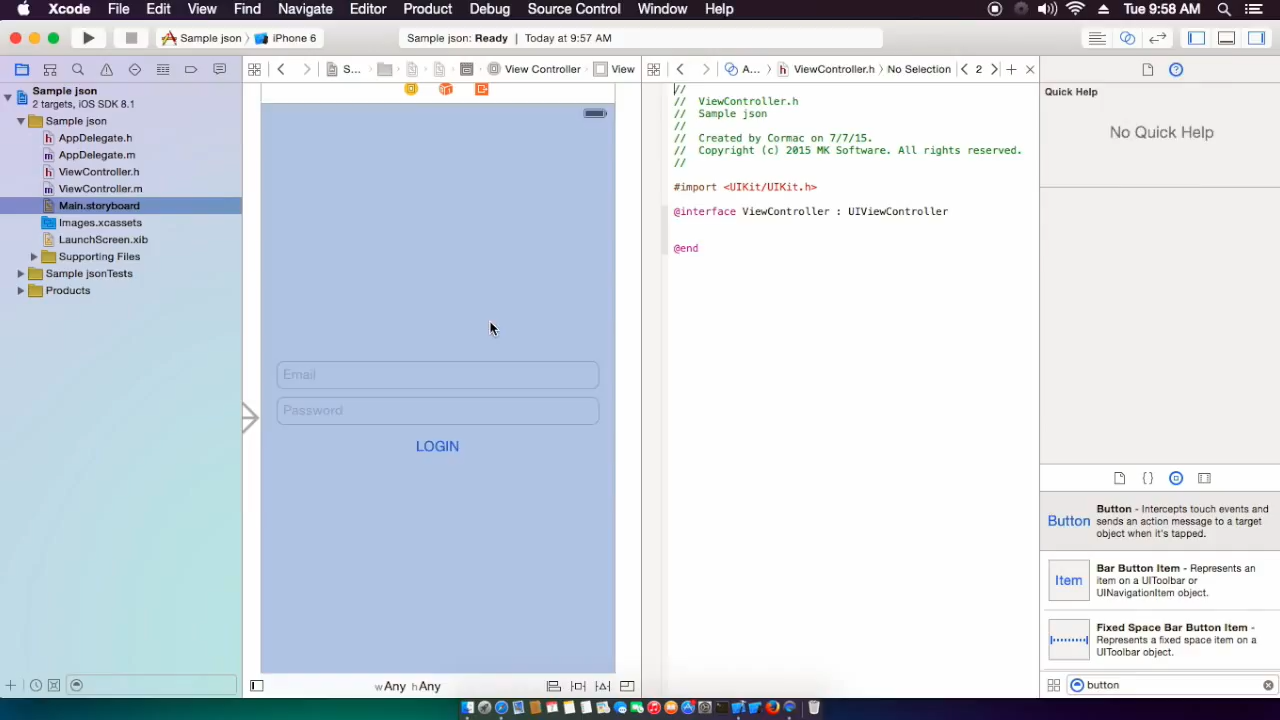 Xcode File Edit View Find Navigate Editor Product Debug Source Control Window Help Tue 9:58 AM
Sample json iPhone 6 Sample json: Ready Today at 9:57 AM
S... View Controller View A... ViewController.h No Selection 2
Sample json
2 targets, iOS SDK 8.1
Sample json
h AppDelegate.h
m AppDelegate.m
h ViewController.h
m ViewController.m
Main.storyboard
Images.xcassets
LaunchScreen.xib
Supporting Files
Sample jsonTests
Products
Email
Password
LOGIN
wAny hAny
//
// ViewController.h
// Sample json
//
// Created by Cormac on 7/7/15.
// Copyright (c) 2015 MK Software. All rights reserved.
//
#import <UIKit/UIKit.h>
@interface ViewController : UIViewController
@end
Quick Help
No Quick Help
{ }
Button
Button - Intercepts touch events and
sends an action message to a target
object when it's tapped.
Item
Bar Button Item - Represents an
item on a UIToolbar or
UINavigationItem object.
Fixed Space Bar Button Item -
Represents a fixed space item on a
UIToolbar object.
button